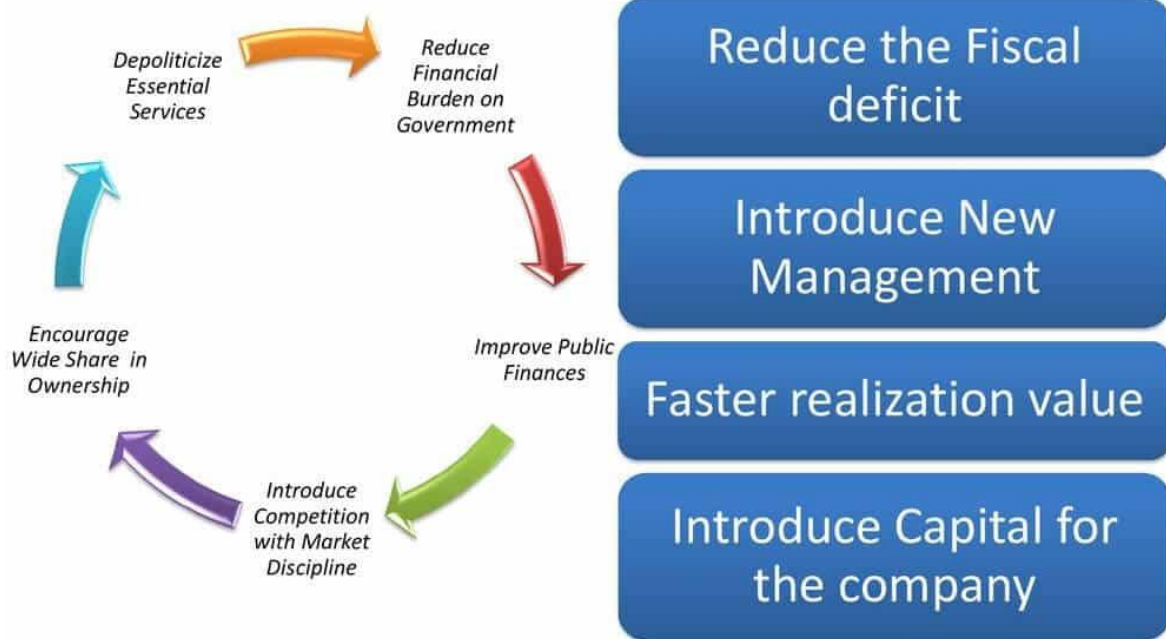 Depoliticize
Essential
Services
Reduce
Financial
Burden on
Government
Improve Public
Finances
Introduce
Competition
with Market
Discipline
Encourage
Wide Share in
Ownership
Reduce the Fiscal
deficit
Introduce New
Management
Faster realization value
Introduce Capital for
the company